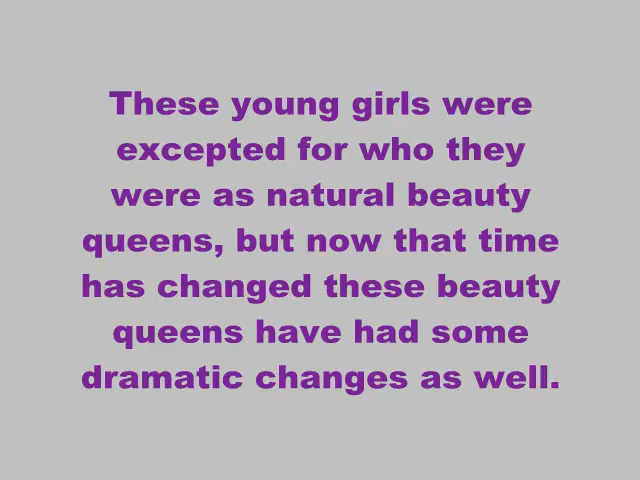 These young girls were
excepted for who they
were as natural beauty
queens, but now that time
has changed these beauty
queens have had some
dramatic changes as well.